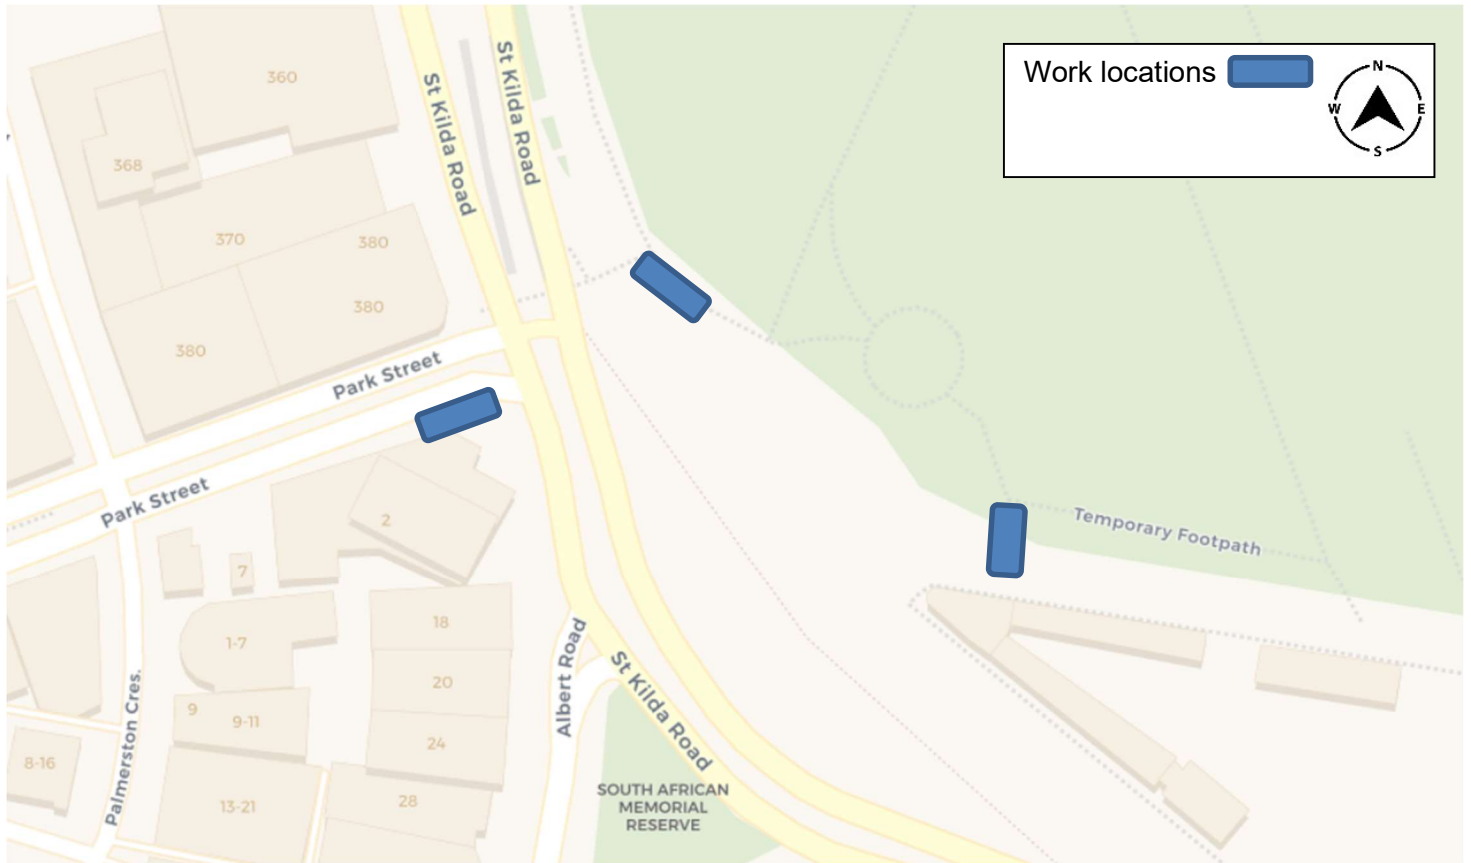 Work locations
N
W
E
S
St Kilda Road
St Kilda Road
360
368
370
380
380
380
Park Street
Park Street
2
7
1-7
18
20
24
28
9
9-11
13-21
8-16
Palmerston Cres.
Albert Road
St Kilda Road
Temporary Footpath
SOUTH AFRICAN
MEMORIAL
RESERVE